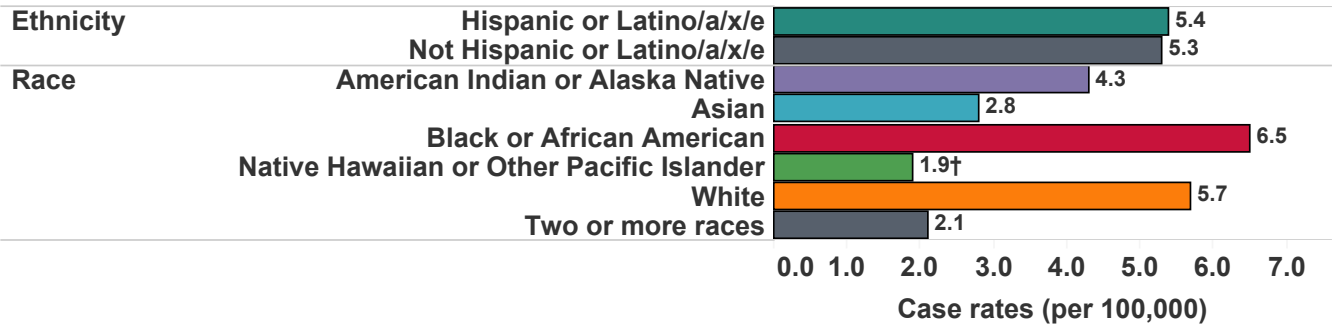 Ethnicity Hispanic or Latino/a/x/e 5.4
Not Hispanic or Latino/a/x/e 5.3
Race American Indian or Alaska Native 4.3
Asian 2.8
Black or African American 6.5
Native Hawaiian or Other Pacific Islander 1.9†
White 5.7
Two or more races 2.1
0.0 1.0 2.0 3.0 4.0 5.0 6.0 7.0
Case rates (per 100,000)